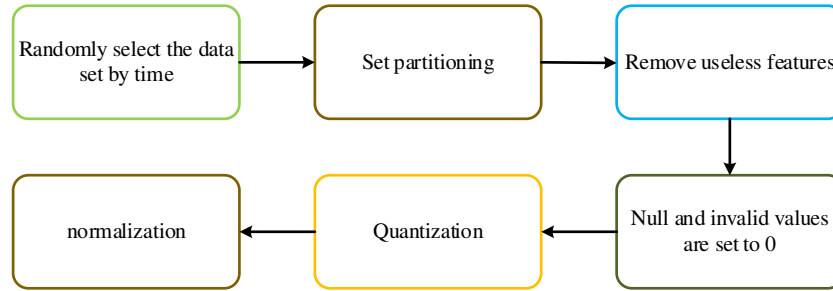 Randomly select the data
set by time
Set partitioning
Remove useless features
Null and invalid values
are set to 0
Quantization
normalization